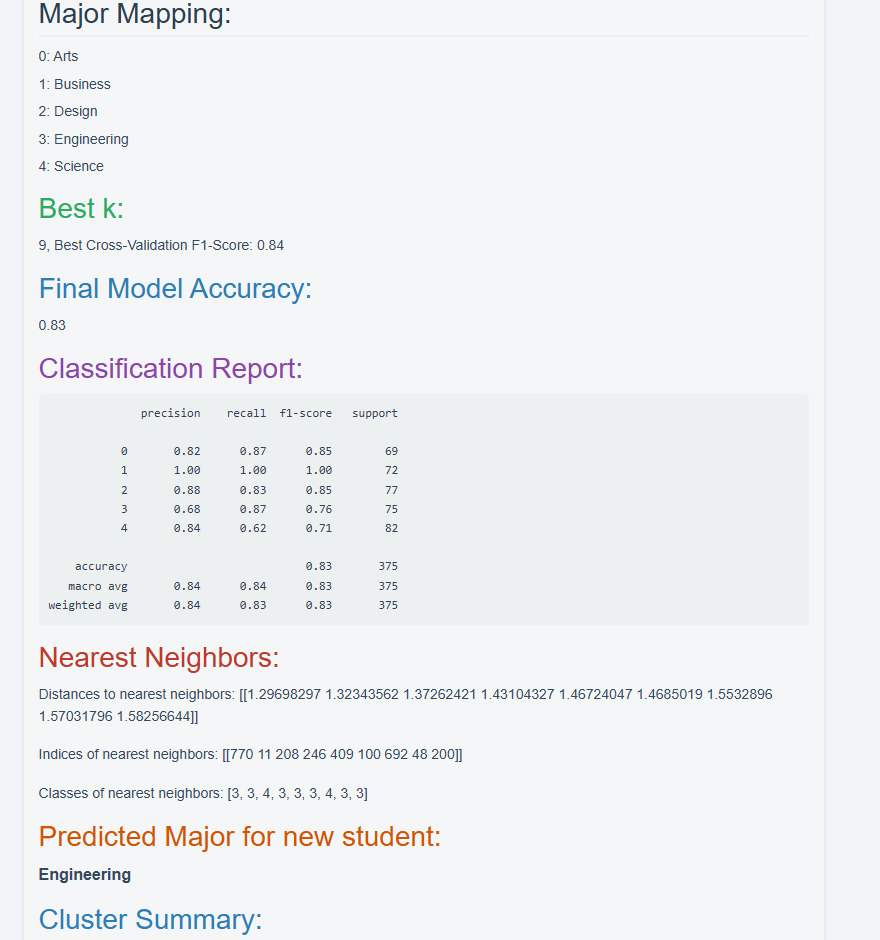 Major Mapping:
0: Arts
1: Business
2: Design
3: Engineering
4: Science
Best k:
9, Best Cross-Validation F1-Score: 0.84
Final Model Accuracy:
0.83
Classification Report:
precision recall f1-score support
0 0.82 0.87 0.85 69
1 1.00 1.00 1.00 72
2 0.88 0.83 0.85 77
3 0.68 0.87 0.76 75
4 0.84 0.62 0.71 82
accuracy 0.83 375
macro avg 0.84 0.84 0.83 375
weighted avg 0.84 0.83 0.83 375
Nearest Neighbors:
Distances to nearest neighbors: [[1.29698297 1.32343562 1.37262421 1.43104327 1.46724047 1.4685019 1.5532896
1.57031796 1.58256644]]
Indices of nearest neighbors: [[770 11 208 246 409 100 692 48 200]]
Classes of nearest neighbors: [3, 3, 4, 3, 3, 3, 4, 3, 3]
Predicted Major for new student:
Engineering
Cluster Summary: